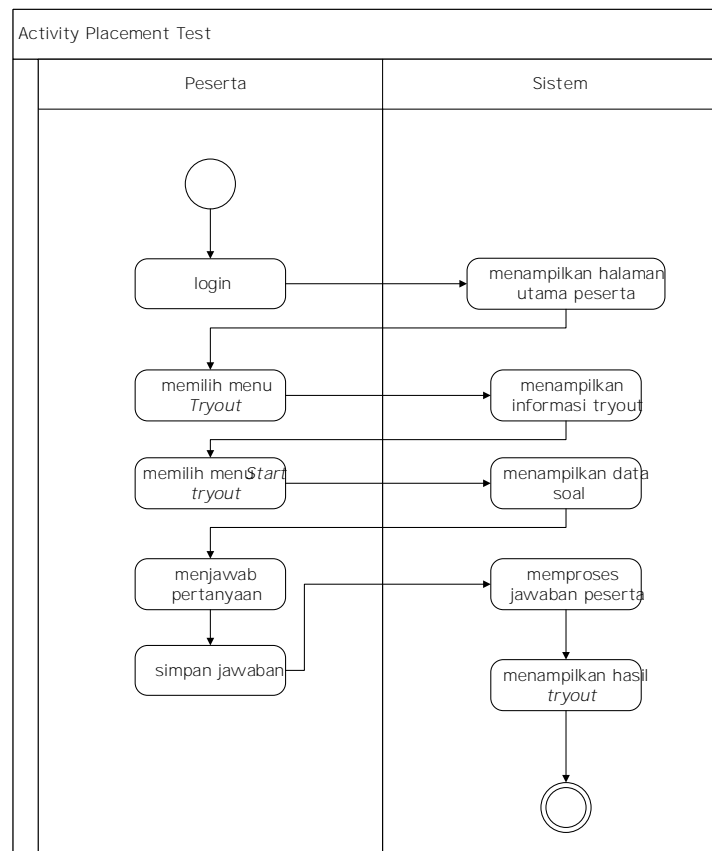 Activity Placement Test
Peserta
Sistem
login
menampilkan halaman
utama peserta
memilih menu
Tryout
menampilkan
informasi tryout
memilih menu Start
tryout
menampilkan data
soal
menjawab
pertanyaan
memproses
jawaban peserta
simpan jawaban
menampilkan hasil
tryout